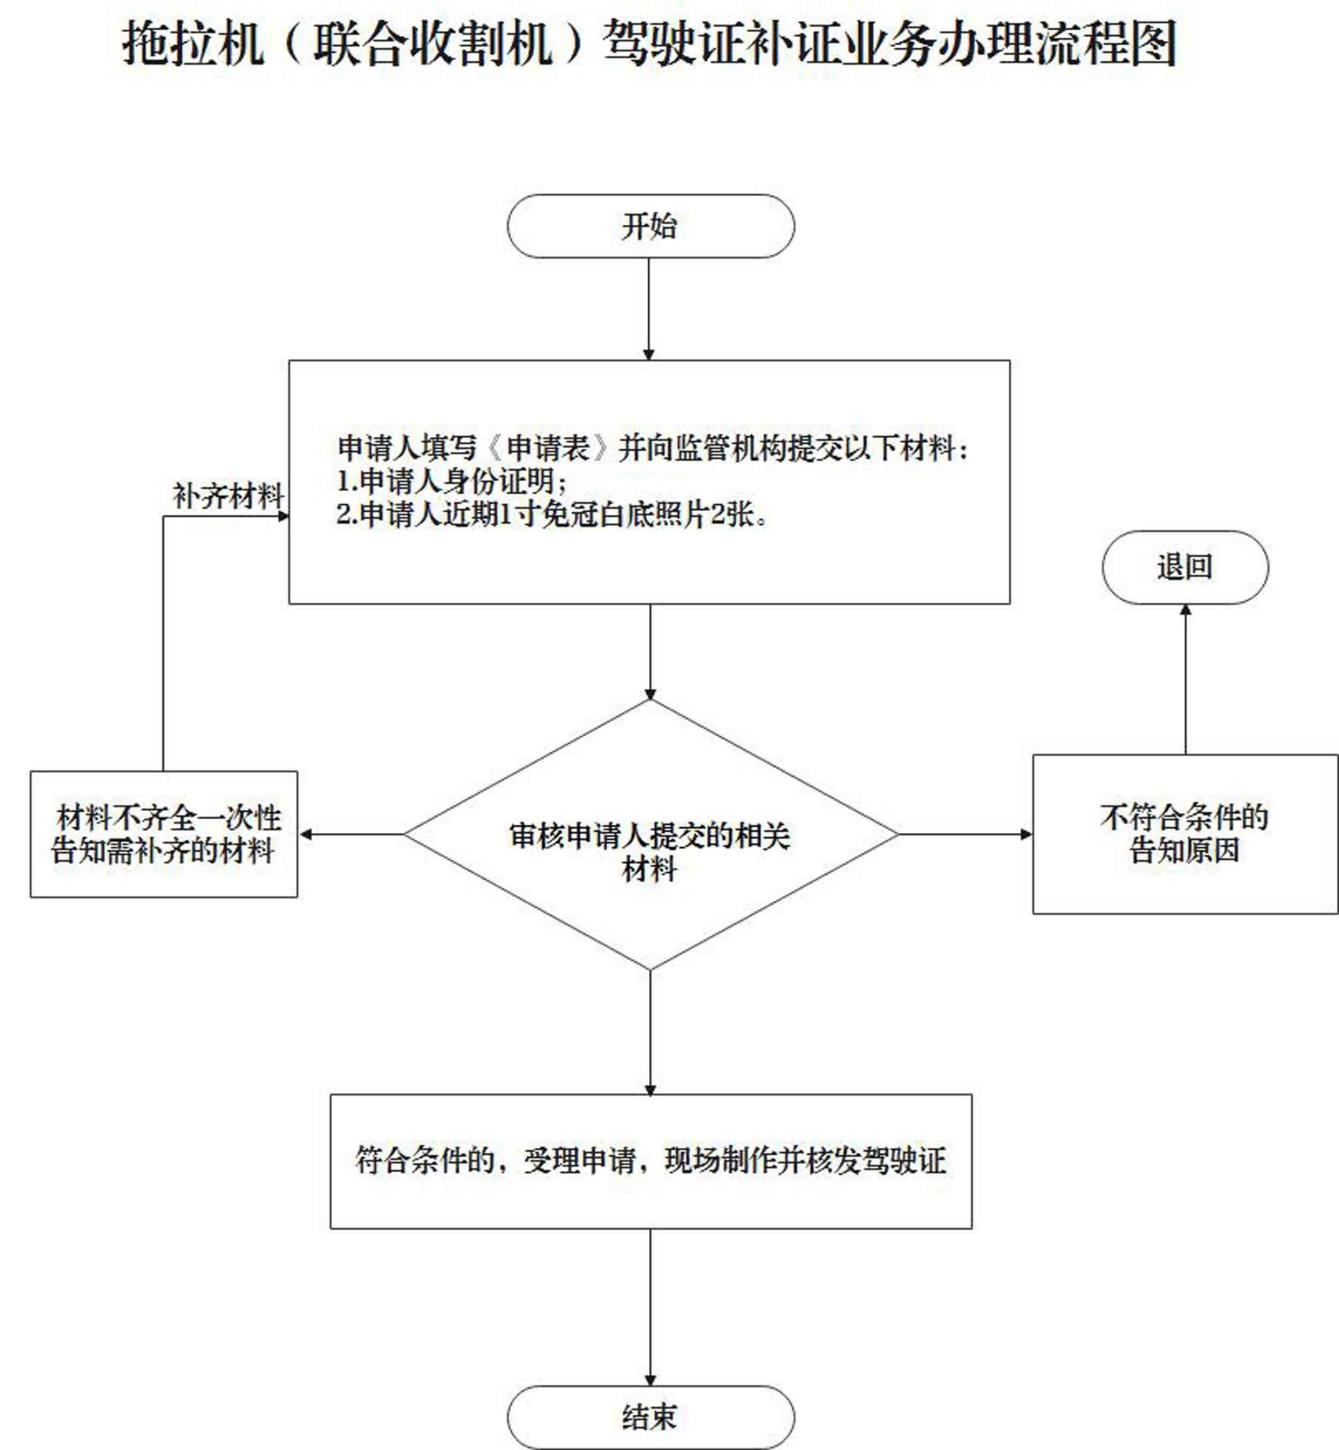 拖拉机（联合收割机）驾驶证补证业务办理流程图
开始
申请人填写《申请表》并向监管机构提交以下材料：
1.申请人身份证明；
2.申请人近期1寸免冠白底照片2张。
补齐材料
退回
审核申请人提交的相关
材料
材料不齐全一次性
告知需补齐的材料
不符合条件的
告知原因
符合条件的，受理申请，现场制作并核发驾驶证
结束